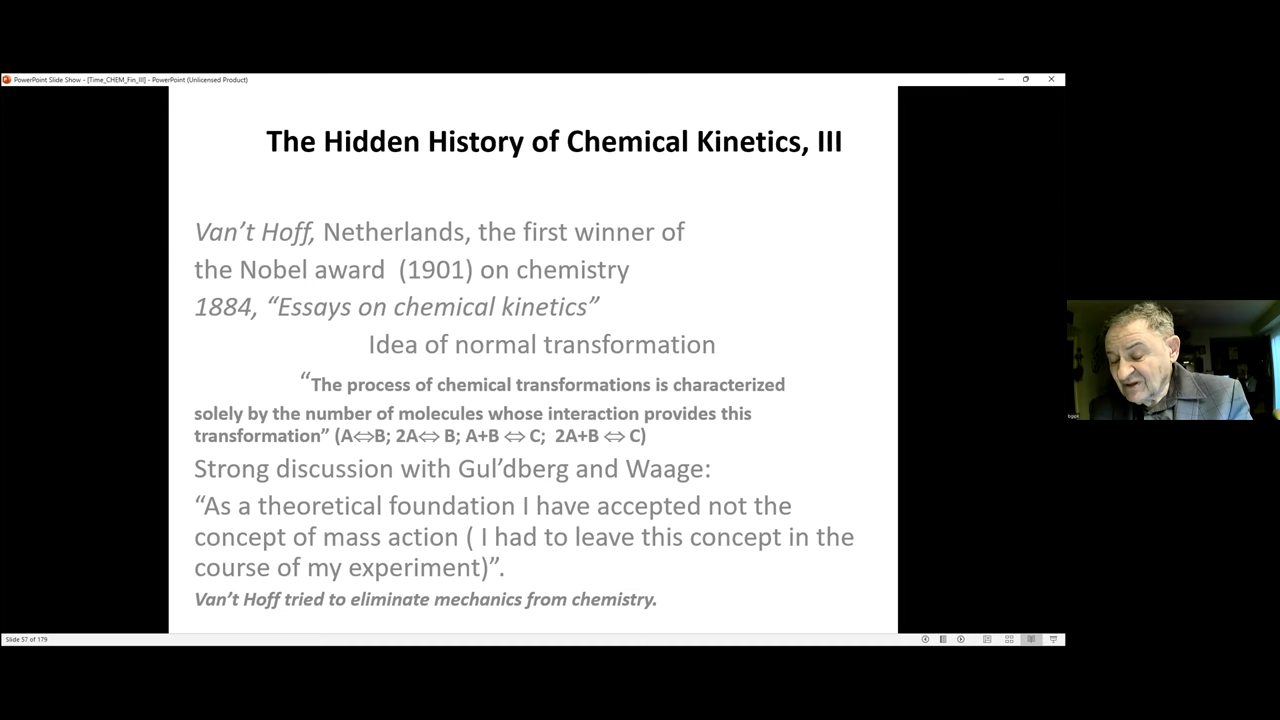 PowerPoint Slide Show - [Time_CHEM_Fin_III] - PowerPoint (Unlicensed Product)
The Hidden History of Chemical Kinetics, III
Van’t Hoff, Netherlands, the first winner of
the Nobel award (1901) on chemistry
1884, “Essays on chemical kinetics”
Idea of normal transformation
“The process of chemical transformations is characterized
solely by the number of molecules whose interaction provides this
transformation” (A⇔B; 2A⇔ B; A+B ⇔ C; 2A+B ⇔ C)
Strong discussion with Gul’dberg and Waage:
“As a theoretical foundation I have accepted not the
concept of mass action ( I had to leave this concept in the
course of my experiment)”.
Van’t Hoff tried to eliminate mechanics from chemistry.
Slide 57 of 179